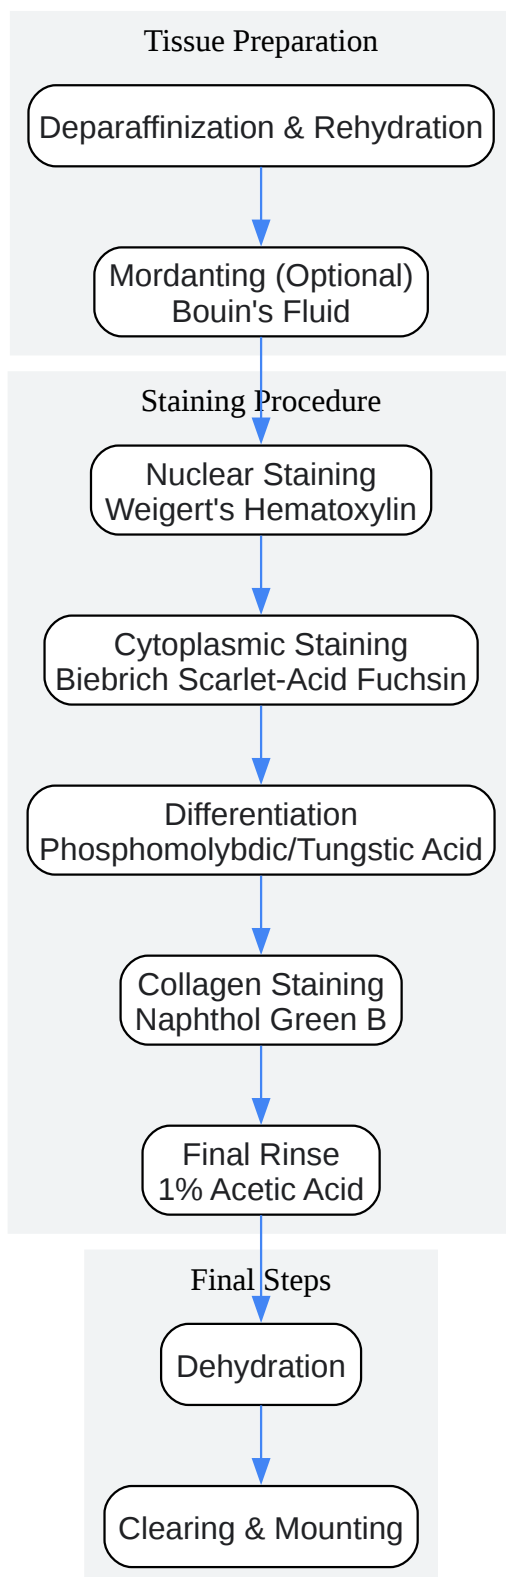 Tissue Preparation
Deparaffinization & Rehydration
Mordanting (Optional)
Bouin's Fluid
Staining Procedure
Nuclear Staining
Weigert's Hematoxylin
Cytoplasmic Staining
Biebrich Scarlet-Acid Fuchsin
Differentiation
Phosphomolybdic/Tungstic Acid
Collagen Staining
Naphthol Green B
Final Rinse
1% Acetic Acid
Final Steps
Dehydration
Clearing & Mounting